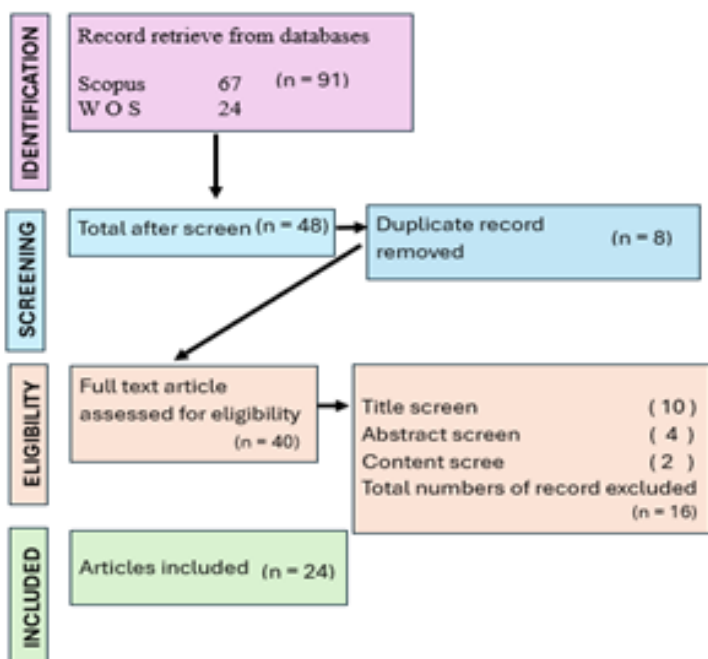 IDENTIFICATION
Record retrieve from databases
Scopus 67 (n = 91)
W O S 24
SCREENING
Total after screen (n = 48)
Duplicate record
removed (n = 8)
ELIGIBILITY
Full text article
assessed for eligibility
(n = 40)
Title screen ( 10 )
Abstract screen ( 4 )
Content scree ( 2 )
Total numbers of record excluded
(n = 16)
INCLUDED
Articles included (n = 24)